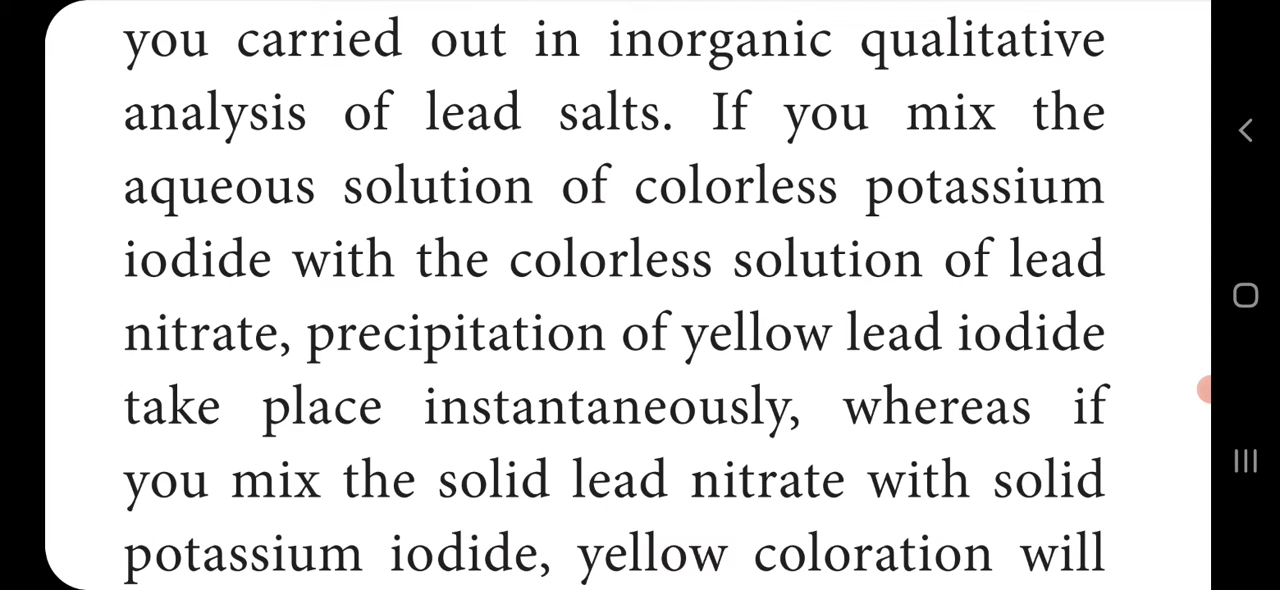 you carried out in inorganic qualitative
analysis of lead salts. If you mix the
aqueous solution of colorless potassium
iodide with the colorless solution of lead
nitrate, precipitation of yellow lead iodide
take place instantaneously, whereas if
you mix the solid lead nitrate with solid
potassium iodide, yellow coloration will